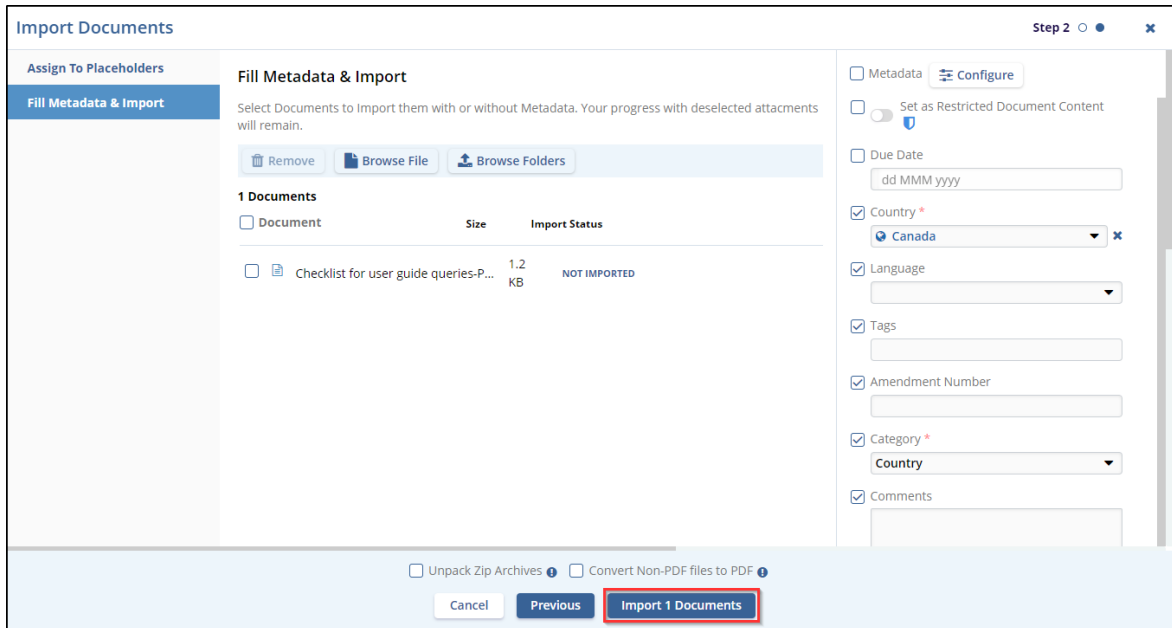 Import Documents
Step 2
Assign To Placeholders
Fill Metadata & Import
Fill Metadata & Import
Select Documents to Import them with or without Metadata. Your progress with deselected attacments
will remain.
Remove
Browse File
Browse Folders
1 Documents
Document Size Import Status
Checklist for user guide queries-P... 1.2 KB NOT IMPORTED
Metadata Configure
Set as Restricted Document Content
Due Date
dd MMM yyyy
Country *
Canada
Language
Tags
Amendment Number
Category *
Country
Comments
Unpack Zip Archives Convert Non-PDF files to PDF
Cancel Previous Import 1 Documents